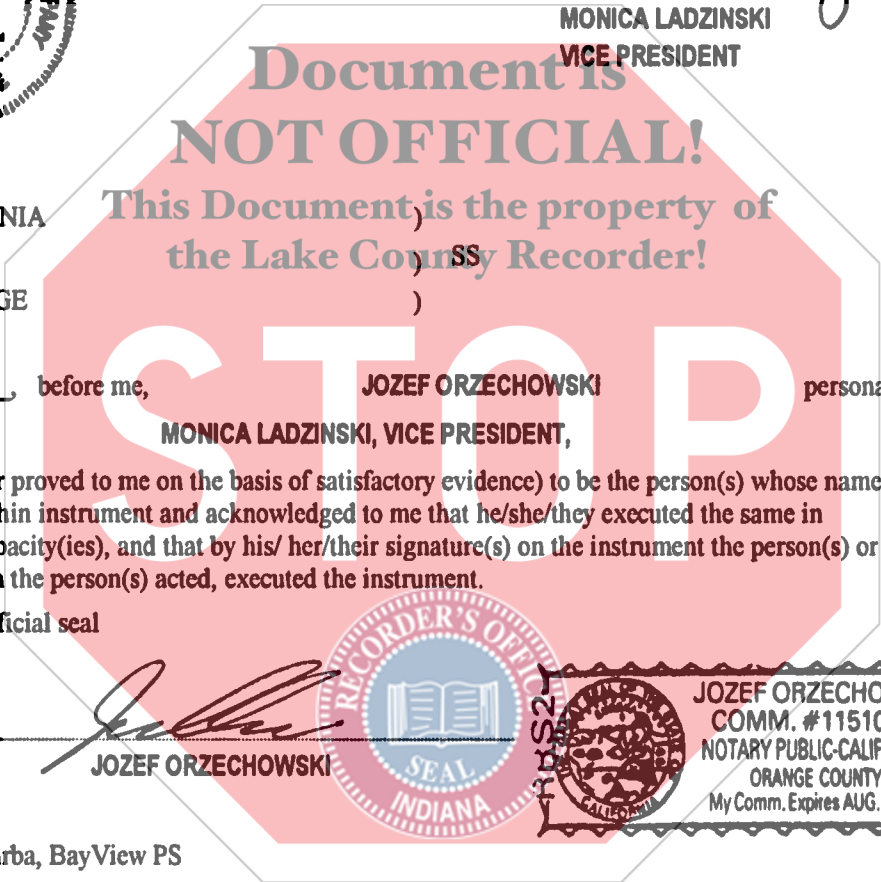 MONICA LADZINSKI
VICE PRESIDENT
Document is
NOT OFFICIAL!
This Document is the property of
the Lake County Recorder!
NIA )
) SS
GE )
STOP
, before me, JOZEF ORZECHOWSKI persona
MONICA LADZINSKI, VICE PRESIDENT,
r proved to me on the basis of satisfactory evidence) to be the person(s) whose name
hin instrument and acknowledged to me that he/she/they executed the same in
pacity(ies), and that by his/ her/their signature(s) on the instrument the person(s) or
n the person(s) acted, executed the instrument.
ficial seal
RECORDER'S OFFICE
SEAL
INDIANA
JOZEF ORZECHOWSKI
JOZEF ORZECHO
COMM. #11510
NOTARY PUBLIC-CALIF
ORANGE COUNTY
My Comm. Expires AUG.
CALIFORNIA
arba, BayView PS